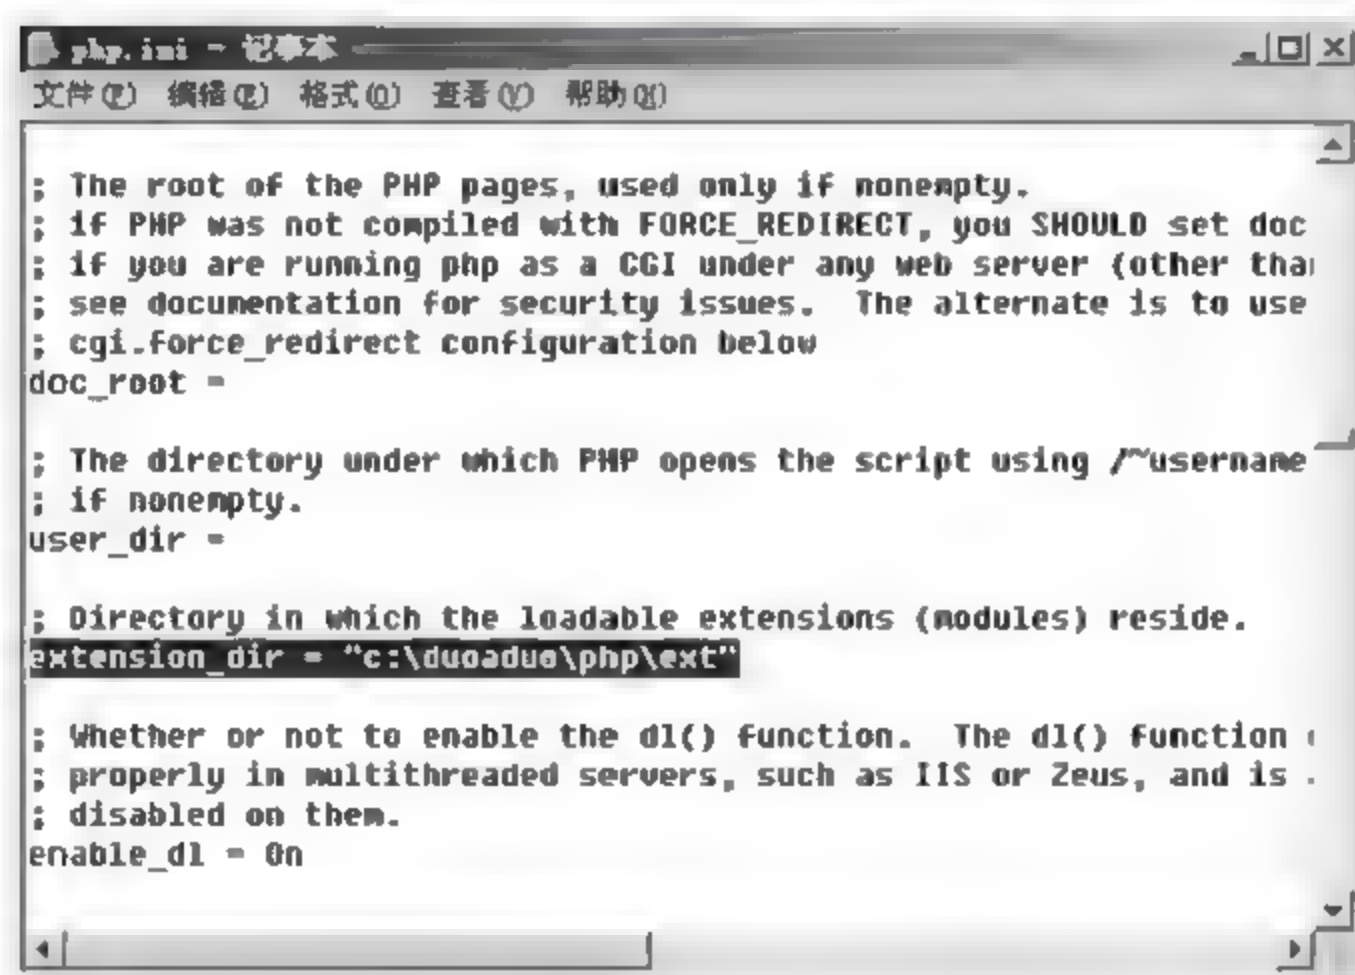 php.ini - 记事本
文件(F) 编辑(E) 格式(O) 查看(V) 帮助(H)
; The root of the PHP pages, used only if nonempty.
; if PHP was not compiled with FORCE_REDIRECT, you SHOULD set doc
; if you are running php as a CGI under any web server (other than
; see documentation for security issues.  The alternate is to use
; cgi.force_redirect configuration below
doc_root =
; The directory under which PHP opens the script using /~username
; if nonempty.
user_dir =
; Directory in which the loadable extensions (modules) reside.
extension_dir = "c:\duoaduo\php\ext"
; Whether or not to enable the dl() function.  The dl() function
; properly in multithreaded servers, such as IIS or Zeus, and is
; disabled on them.
enable_dl = On